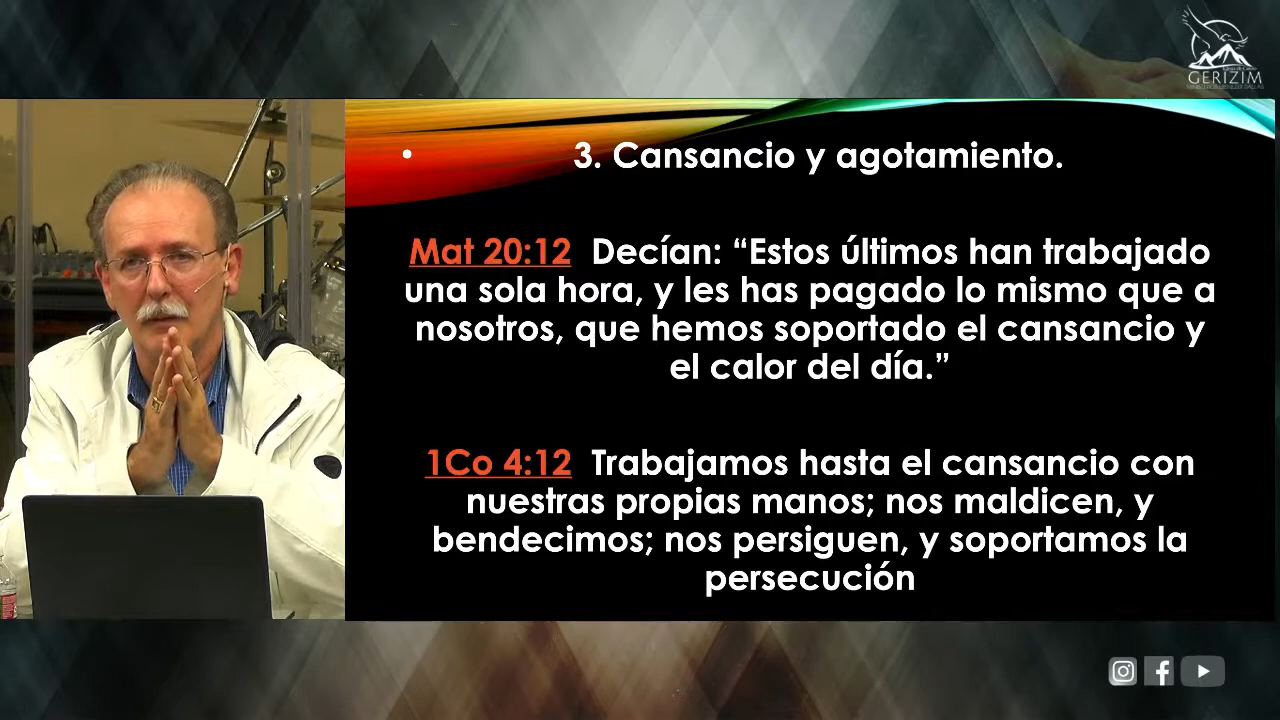 GERIZIM
• 3. Cansancio y agotamiento.
Mat 20:12 Decían: “Estos últimos han trabajado
una sola hora, y les has pagado lo mismo que a
nosotros, que hemos soportado el cansancio y
el calor del día.”
1Co 4:12 Trabajamos hasta el cansancio con
nuestras propias manos; nos maldicen, y
bendecimos; nos persiguen, y soportamos la
persecución